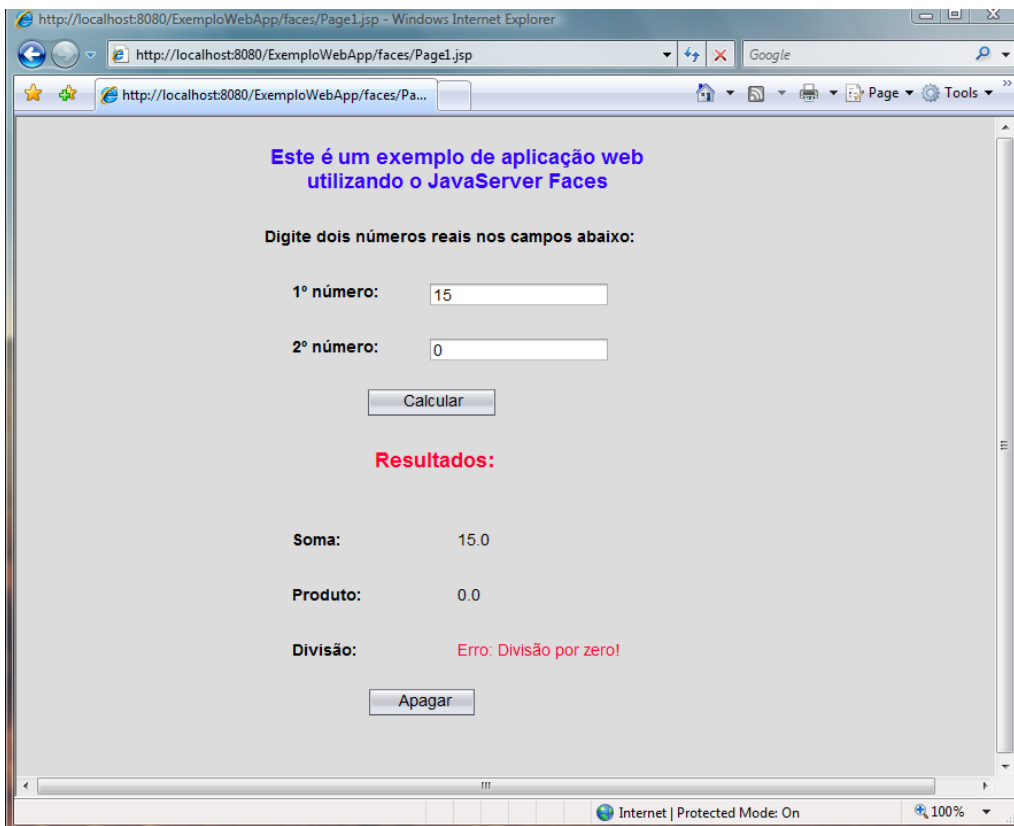 http://localhost:8080/ExemploWebApp/faces/Page1.jsp - Windows Internet Explorer
http://localhost:8080/ExemploWebApp/faces/Page1.jsp
Google
http://localhost:8080/ExemploWebApp/faces/Pa...
Page
Tools
Este é um exemplo de aplicação web
utilizando o JavaServer Faces
Digite dois números reais nos campos abaixo:
1º número: 15
2º número: 0
Calcular
Resultados:
Soma: 15.0
Produto: 0.0
Divisão: Erro: Divisão por zero!
Apagar
Internet | Protected Mode: On
100%